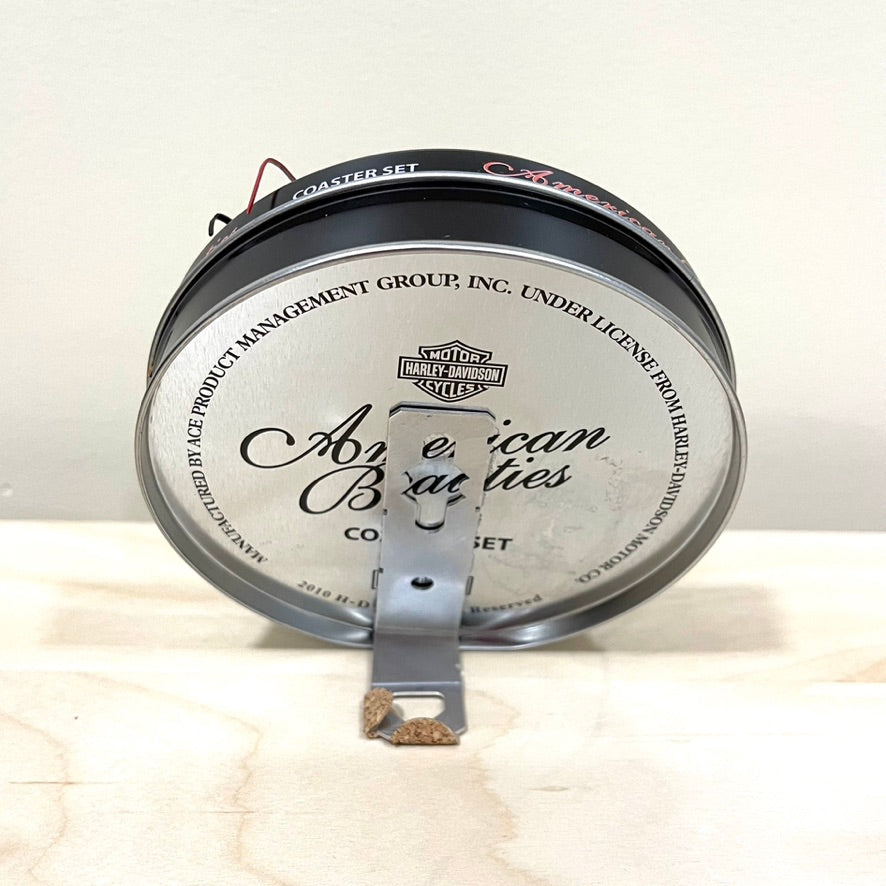 COASTER SET
American
MANUFACTURED BY ACE PRODUCT MANAGEMENT GROUP, INC. UNDER LICENSE FROM HARLEY-DAVIDSON MOTOR CO.
MOTOR
HARLEY-DAVIDSON
CYCLES
American
Beauties
SET
2010 H-D Reserved